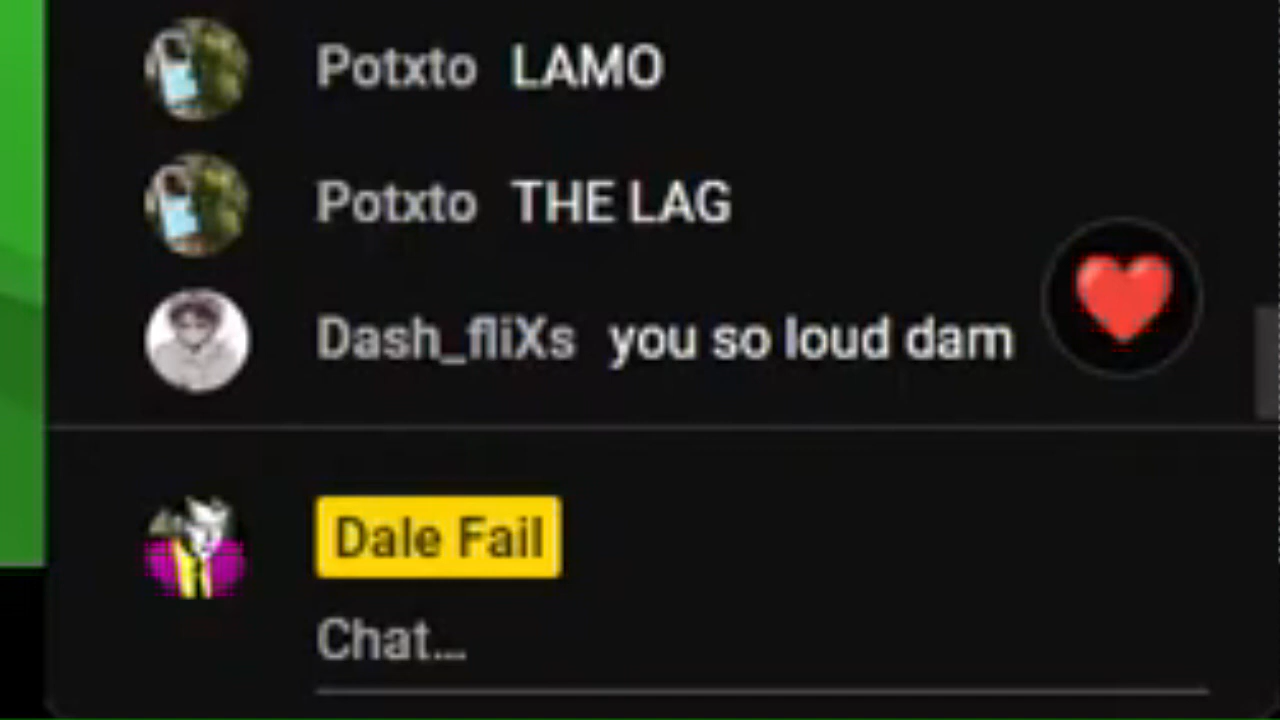 Potxto LAMO
Potxto THE LAG
Dash_fliXs you so loud dam
Dale Fail
Chat...